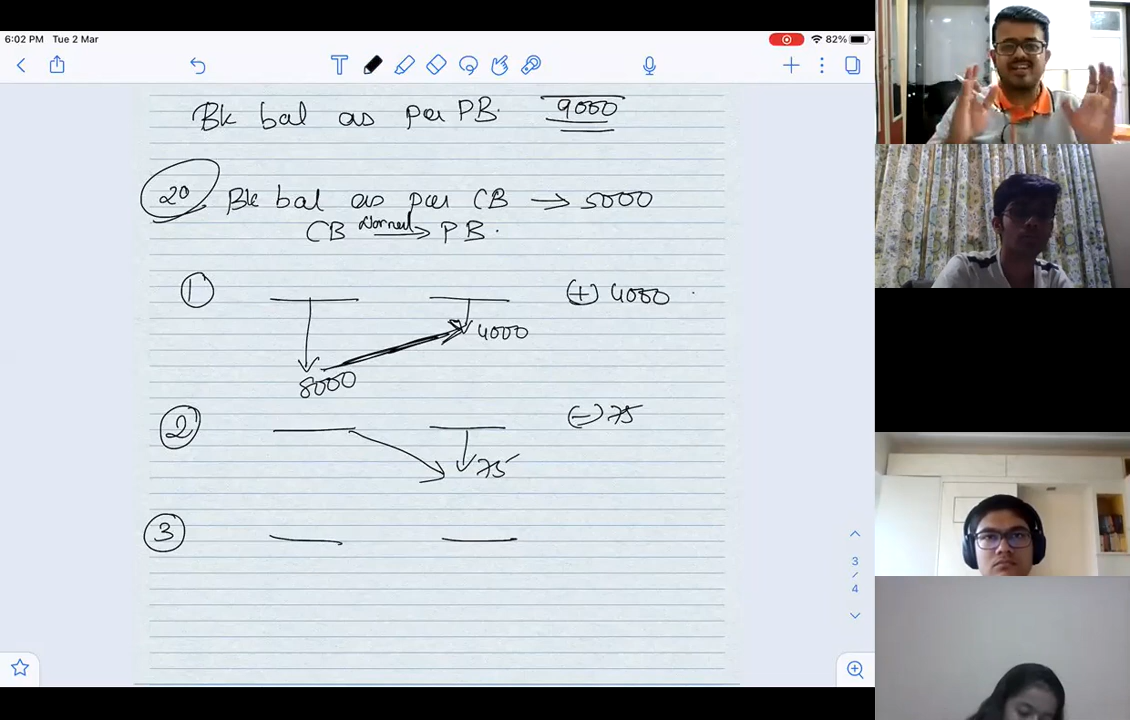 6:02 PM Tue 2 Mar
82%
T
Bk bal as per PB. 9000
20 Bk bal as per CB → 5000
CB Normal → PB.
1 (+) 4000
4000
8000
2 (-) 75
75
3
3
/
4